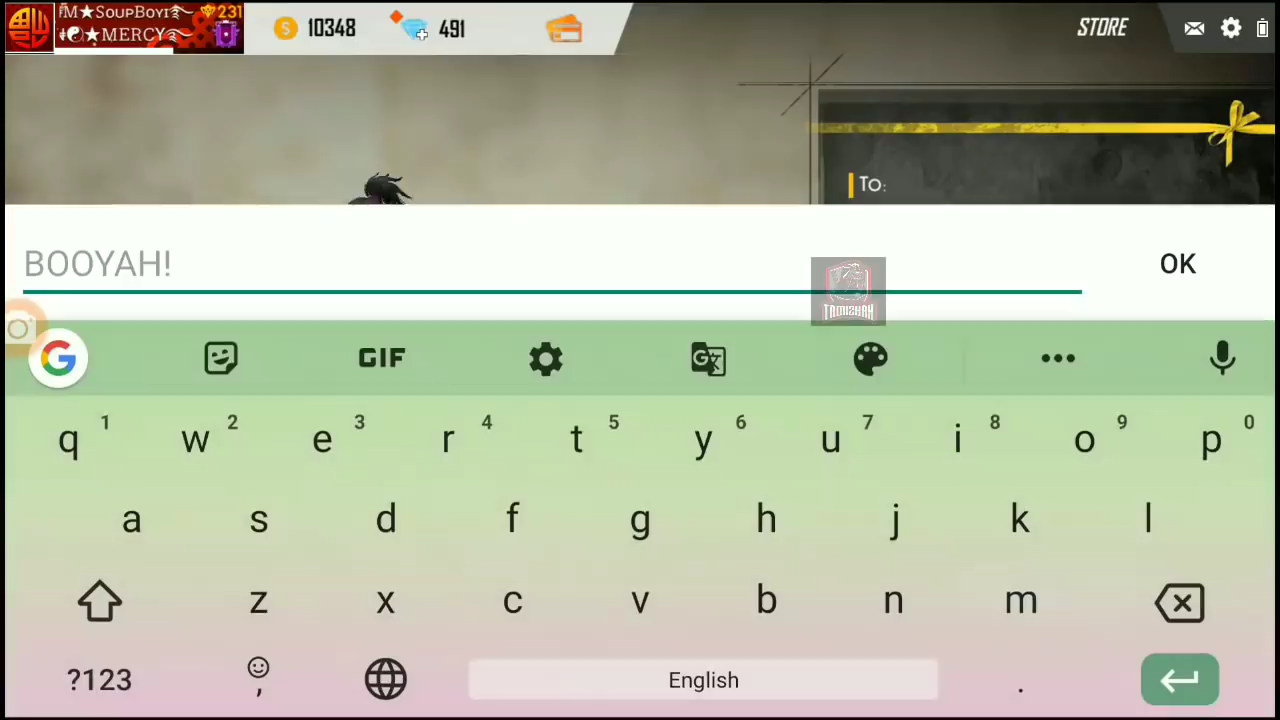 M★SoupBoy 231 10348 491 STORE
★MERCY
To:
BOOYAH! OK
TAMIZHAN
GIF
q 1 w 2 e 3 r 4 t 5 y 6 u 7 i 8 o 9 p 0
a s d f g h j k l
z x c v b n m
?123 , English .